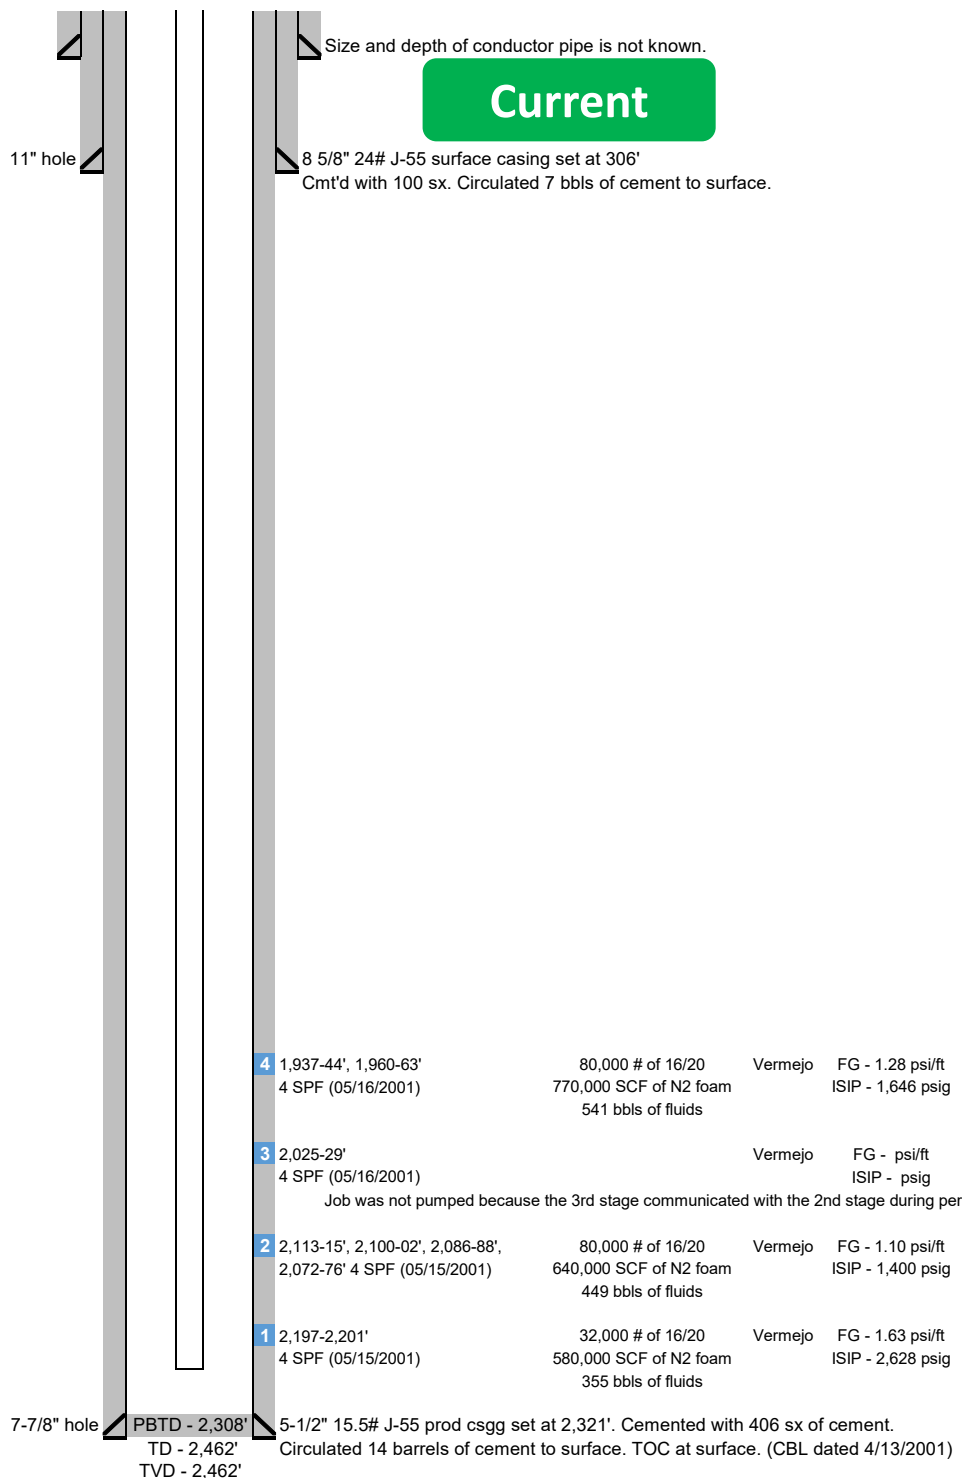 Size and depth of conductor pipe is not known.
Current
11" hole
8 5/8" 24# J-55 surface casing set at 306'
Cmt'd with 100 sx. Circulated 7 bbls of cement to surface.
4 1,937-44', 1,960-63' 80,000 # of 16/20 Vermejo FG - 1.28 psi/ft
4 SPF (05/16/2001) 770,000 SCF of N2 foam ISIP - 1,646 psig
541 bbls of fluids
3 2,025-29' Vermejo FG - psi/ft
4 SPF (05/16/2001) ISIP - psig
Job was not pumped because the 3rd stage communicated with the 2nd stage during per
2 2,113-15', 2,100-02', 2,086-88', 80,000 # of 16/20 Vermejo FG - 1.10 psi/ft
2,072-76' 4 SPF (05/15/2001) 640,000 SCF of N2 foam ISIP - 1,400 psig
449 bbls of fluids
1 2,197-2,201' 32,000 # of 16/20 Vermejo FG - 1.63 psi/ft
4 SPF (05/15/2001) 580,000 SCF of N2 foam ISIP - 2,628 psig
355 bbls of fluids
7-7/8" hole PBTD - 2,308' 5-1/2" 15.5# J-55 prod csgg set at 2,321'. Cemented with 406 sx of cement.
TD - 2,462' Circulated 14 barrels of cement to surface. TOC at surface. (CBL dated 4/13/2001)
TVD - 2,462'